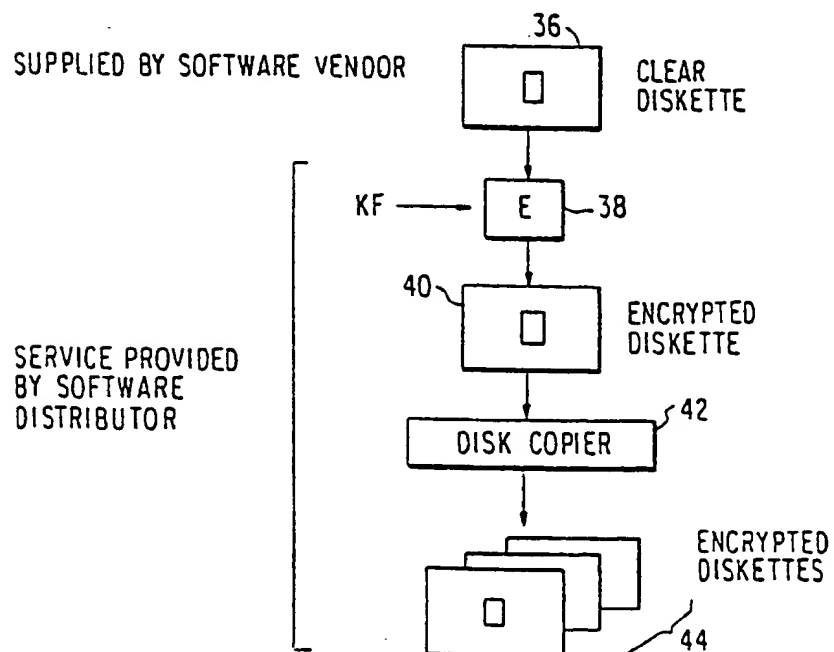 36
SUPPLIED BY SOFTWARE VENDOR
CLEAR
DISKETTE
KF
E
38
40
ENCRYPTED
DISKETTE
SERVICE PROVIDED
BY SOFTWARE
DISTRIBUTOR
42
DISK COPIER
ENCRYPTED
DISKETTES
44